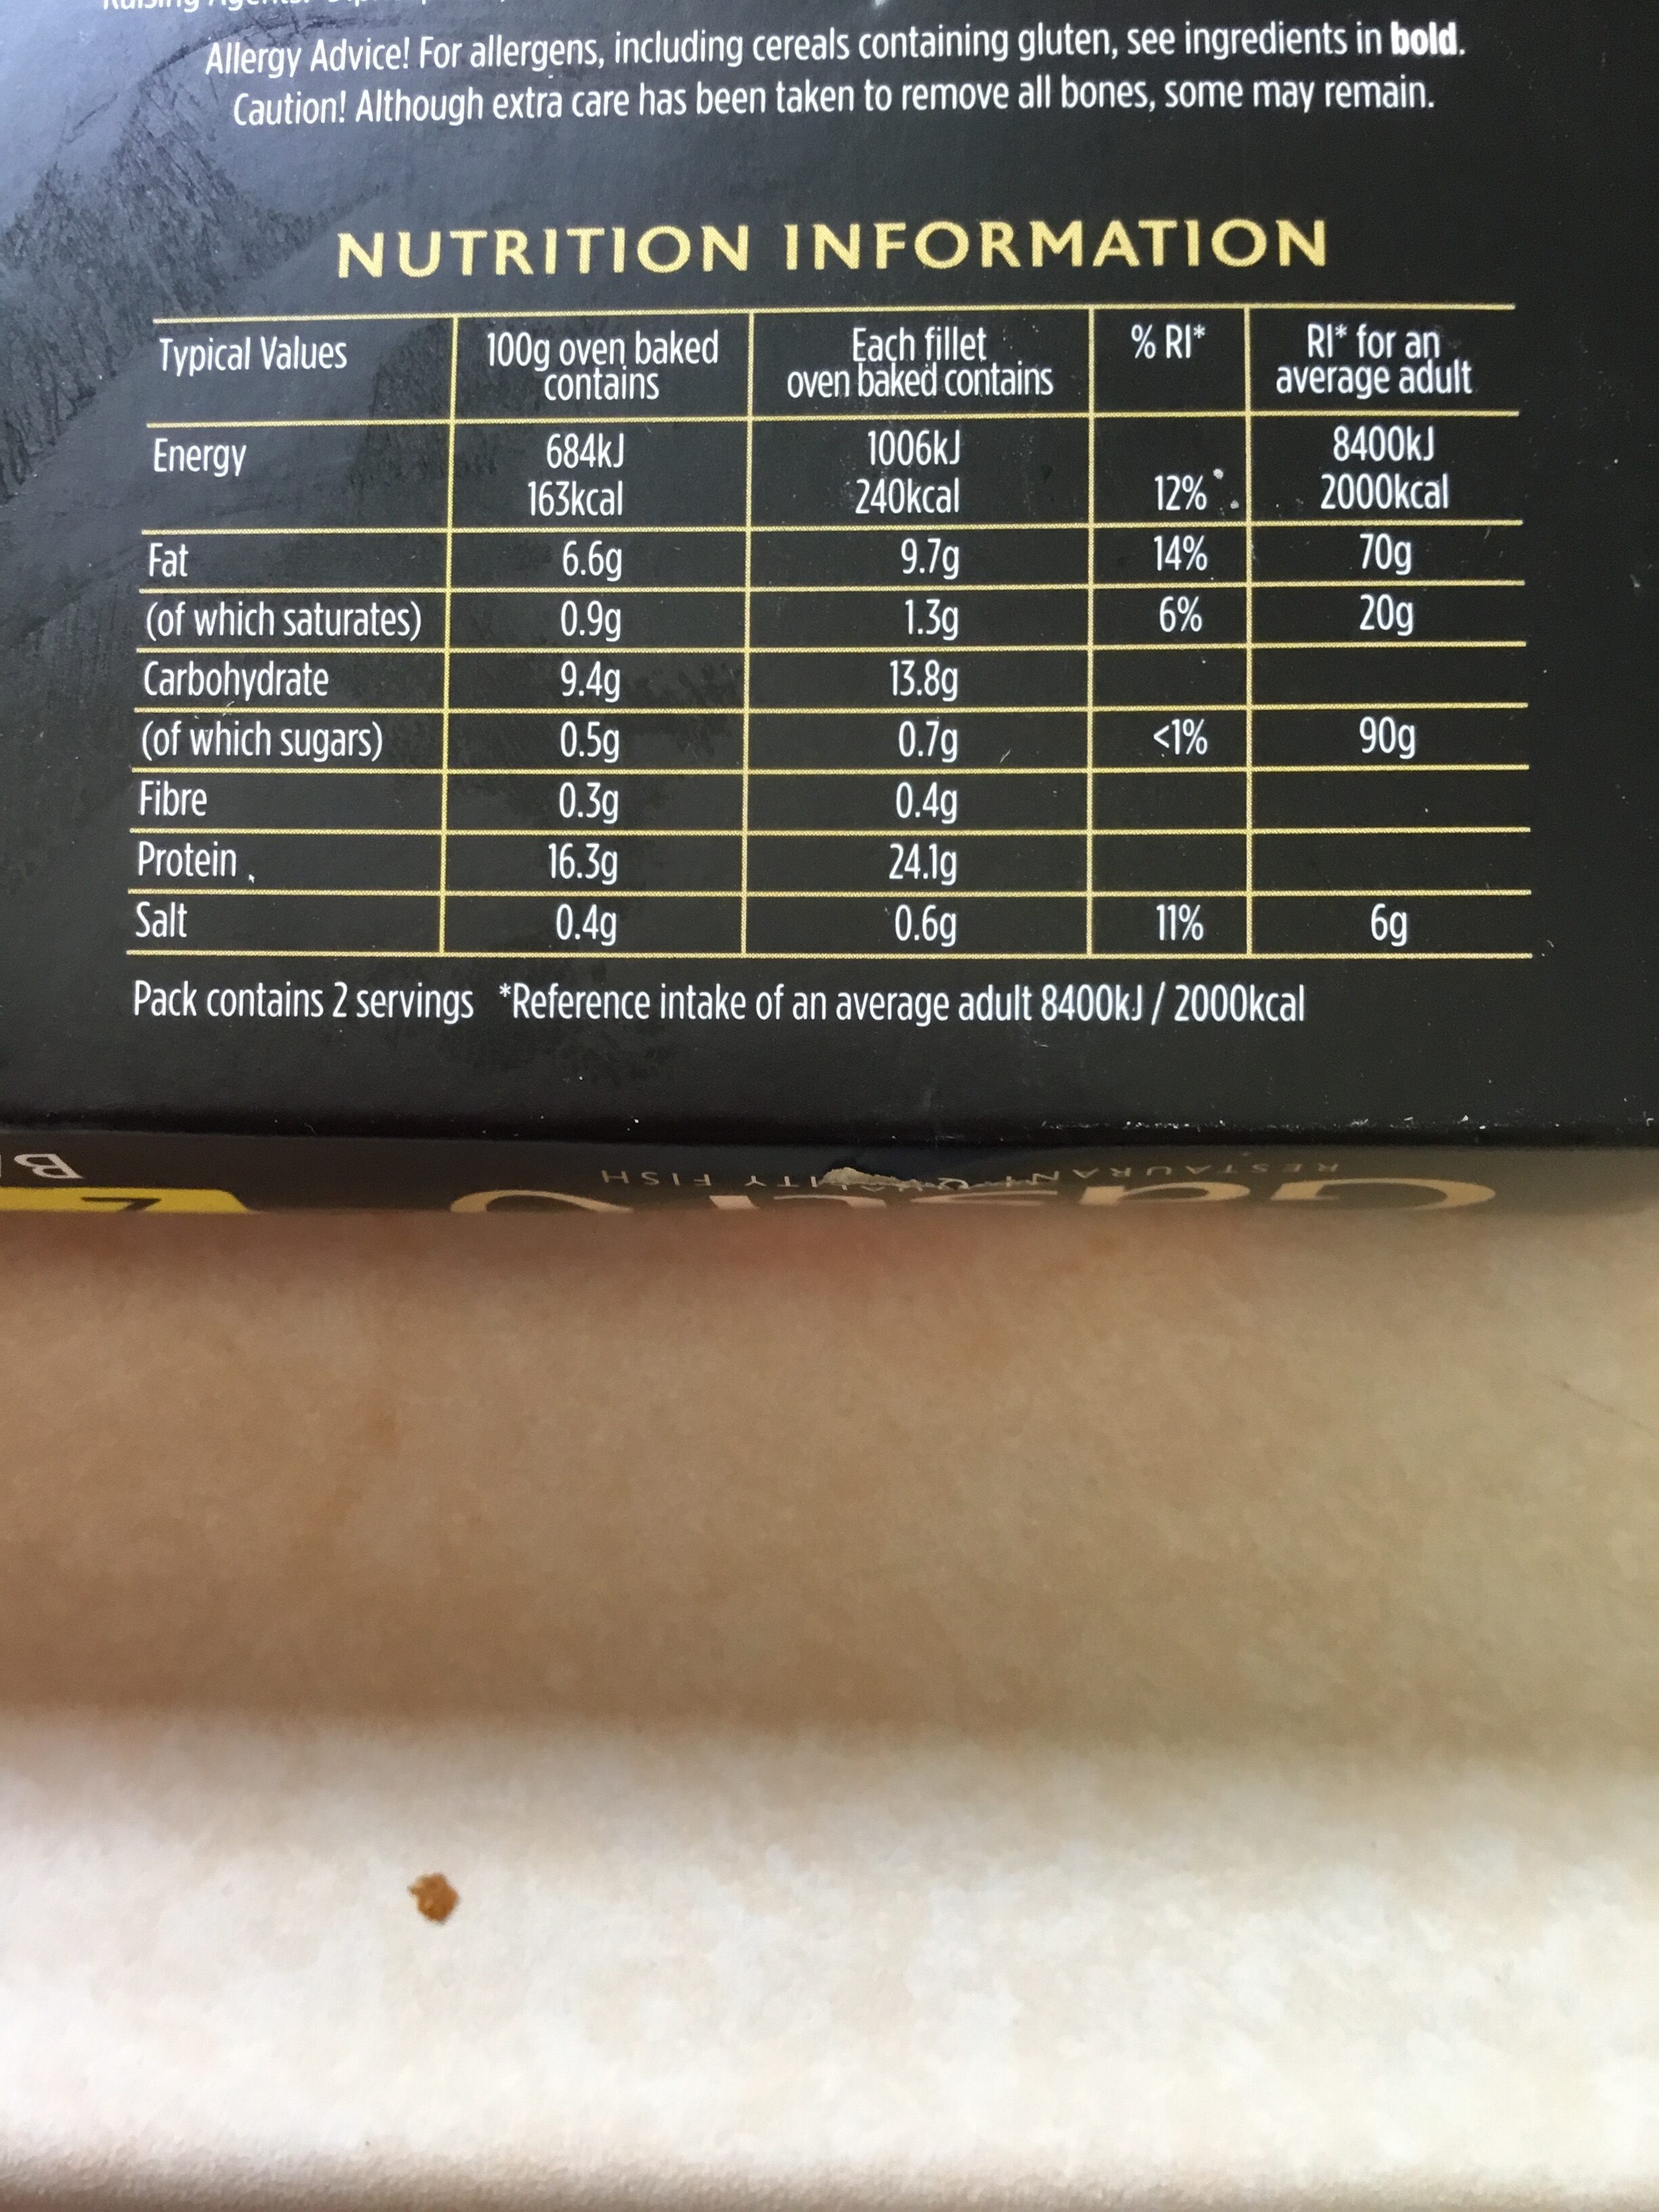 Allergy Advice! For allergens, including cereals containing gluten, see ingredients in bold.
Caution! Although extra care has been taken to remove all bones, some may remain.
NUTRITION INFORMATION
Typical Values 100g oven baked contains Each fillet oven baked contains % RI* RI* for an average adult
Energy 684kJ 1006kJ 8400kJ
163kcal 240kcal 12% 2000kcal
Fat 6.6g 9.7g 14% 70g
(of which saturates) 0.9g 1.3g 6% 20g
Carbohydrate 9.4g 13.8g
(of which sugars) 0.5g 0.7g <1% 90g
Fibre 0.3g 0.4g
Protein 16.3g 24.1g
Salt 0.4g 0.6g 11% 6g
Pack contains 2 servings *Reference intake of an average adult 8400kJ / 2000kcal
RESTAURANT QUALITY FISH